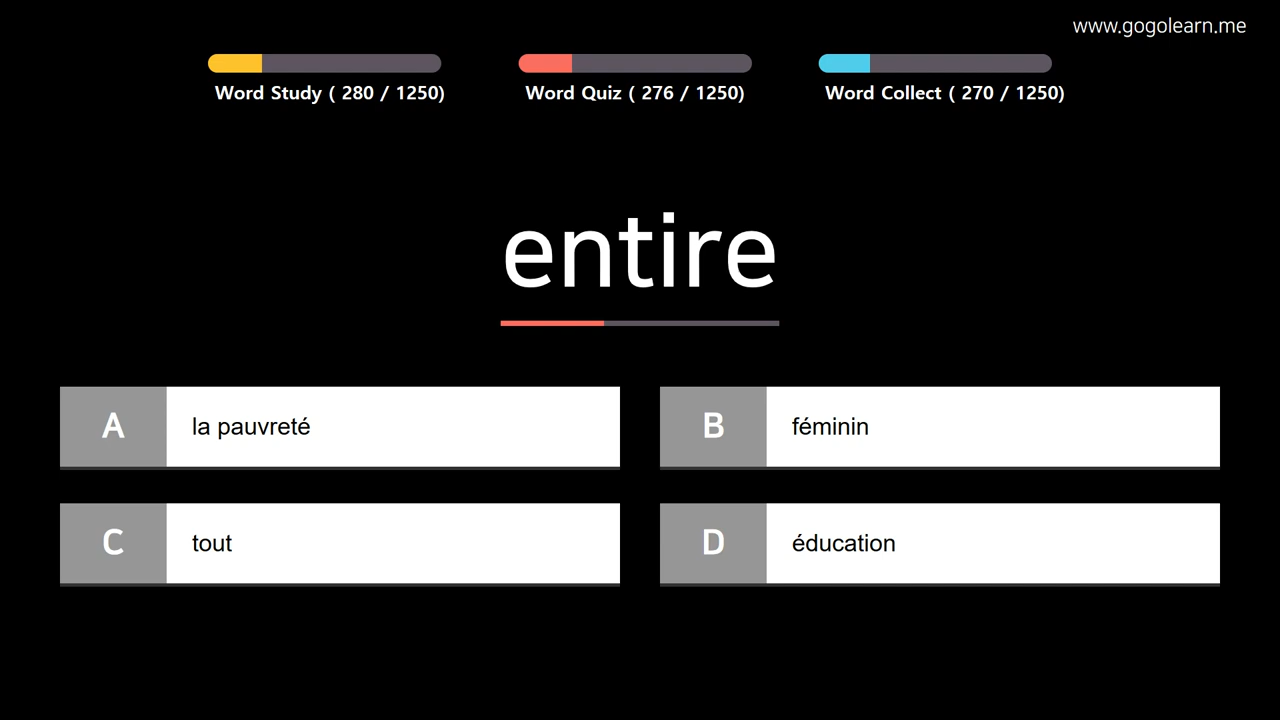 www.gogolearn.me
Word Study ( 280 / 1250)
Word Quiz ( 276 / 1250)
Word Collect ( 270 / 1250)
entire
A la pauvreté
B féminin
C tout
D éducation